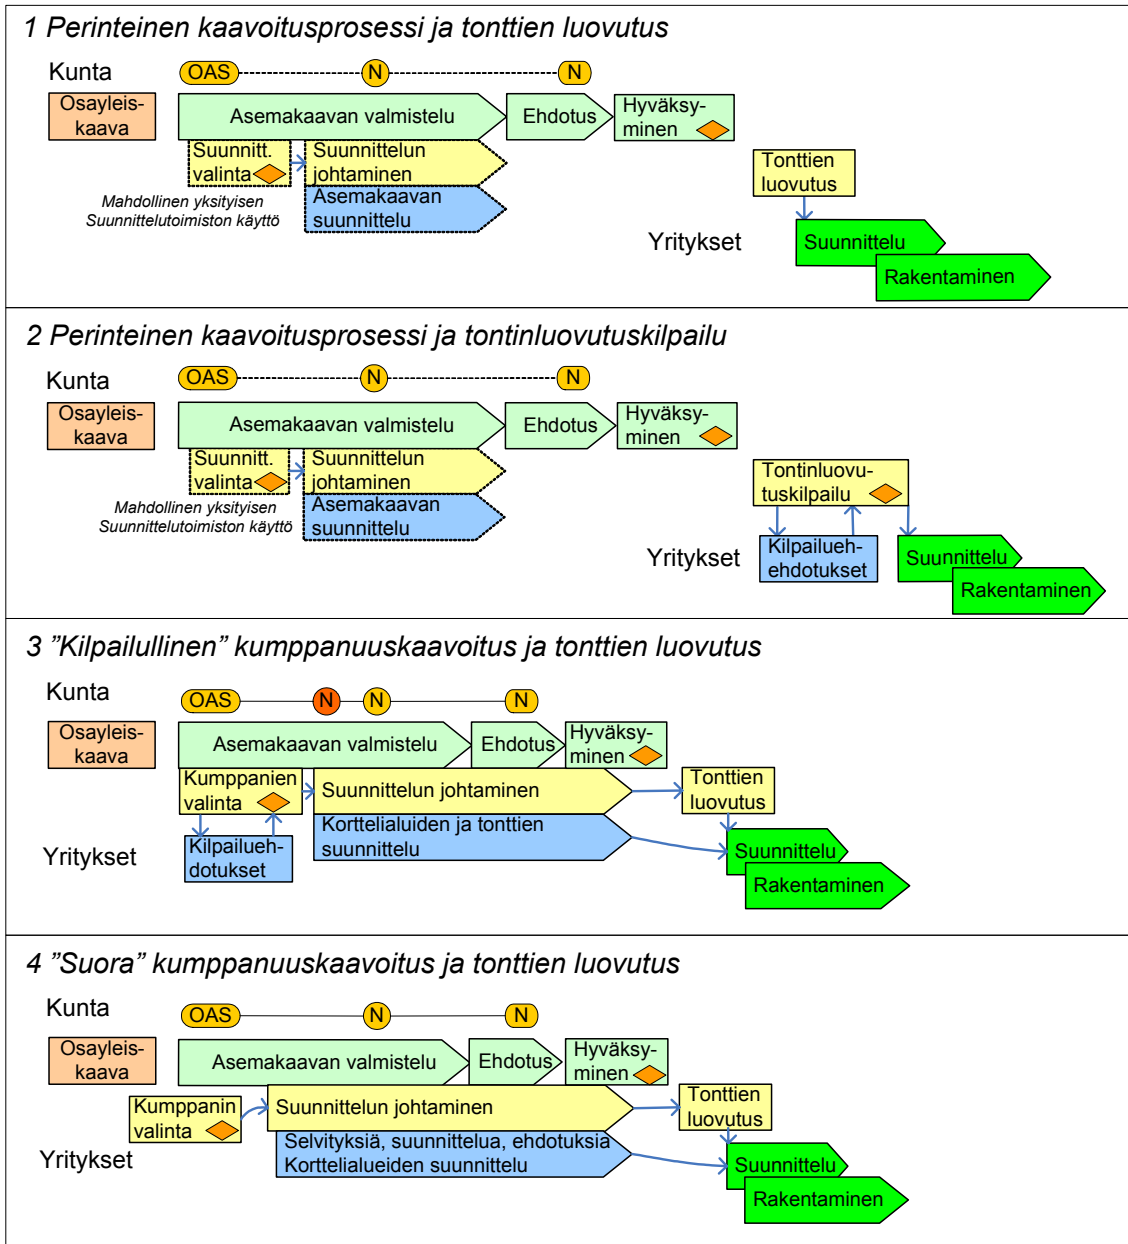 1 Perinteinen kaavoitusprosessi ja tonttien luovutus
Kunta
OAS
N
N
Osayleis-
kaava
Asemakaavan valmistelu
Ehdotus
Hyväksy-
minen
Suunnitt.
valinta
Suunnittelun
johtaminen
Mahdollinen yksityisen
Suunnittelutoimiston käyttö
Asemakaavan
suunnittelu
Tonttien
luovutus
Yritykset
Suunnittelu
Rakentaminen
2 Perinteinen kaavoitusprosessi ja tontinluovutuskilpailu
Kunta
OAS
N
N
Osayleis-
kaava
Asemakaavan valmistelu
Ehdotus
Hyväksy-
minen
Suunnitt.
valinta
Suunnittelun
johtaminen
Mahdollinen yksityisen
Suunnittelutoimiston käyttö
Asemakaavan
suunnittelu
Tontinluovu-
tuskilpailu
Yritykset
Kilpailueh-
ehdotukset
Suunnittelu
Rakentaminen
3 ”Kilpailullinen” kumppanuuskaavoitus ja tonttien luovutus
Kunta
OAS
N
N
N
Osayleis-
kaava
Asemakaavan valmistelu
Ehdotus
Hyväksy-
minen
Kumppanien
valinta
Suunnittelun johtaminen
Tonttien
luovutus
Yritykset
Kilpailueh-
dotukset
Korttelialuiden ja tonttien
suunnittelu
Suunnittelu
Rakentaminen
4 ”Suora” kumppanuuskaavoitus ja tonttien luovutus
Kunta
OAS
N
N
Osayleis-
kaava
Asemakaavan valmistelu
Ehdotus
Hyväksy-
minen
Kumppanin
valinta
Suunnittelun johtaminen
Tonttien
luovutus
Yritykset
Selvityksiä, suunnittelua, ehdotuksia
Korttelialueiden suunnittelu
Suunnittelu
Rakentaminen